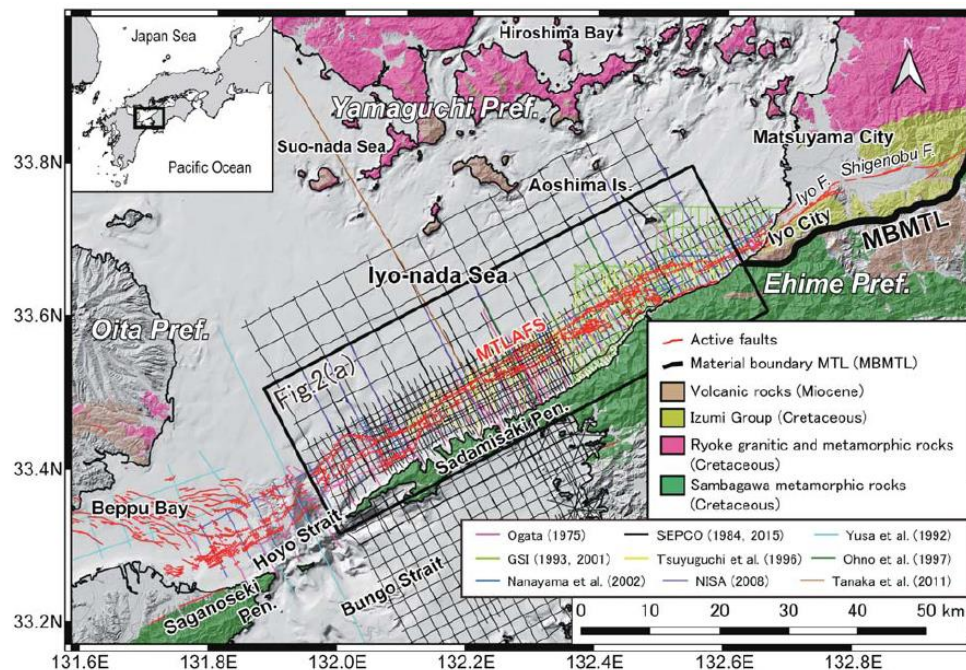 Japan Sea
Pacific Ocean
Hiroshima Bay
N
Yamaguchi Pref.
Suo-nada Sea
Matsuyama City
Aoshima Is.
Shigenobu F.
Iyo F.
Iyo City
MBMTL
Iyo-nada Sea
Ehime Pref.
Oita Pref.
MTLAFS
Fig. 2(a)
Sadamisaki Pen.
Beppu Bay
Hoyo Strait
Bungo Strait
Saganoseki
Pen.
Active faults
Material boundary MTL (MBMTL)
Volcanic rocks (Miocene)
Izumi Group (Cretaceous)
Ryoke granitic and metamorphic rocks
(Cretaceous)
Sambagawa metamorphic rocks
(Cretaceous)
Ogata (1975) SEPCO (1984, 2015) Yusa et al. (1992)
GSI (1993, 2001) Tsuyuguchi et al. (1996) Ohno et al. (1997)
Nanayama et al. (2002) NISA (2008) Tanaka et al. (2011)
0 10 20 30 40 50 km
33.8N
33.6N
33.4N
33.2N
131.6E 131.8E 132.0E 132.2E 132.4E 132.6E 132.8E